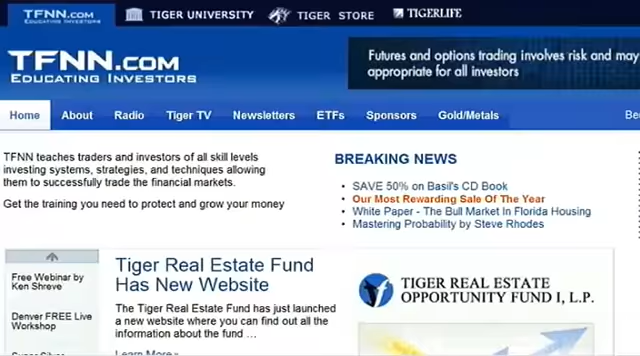 TFNN.COM
EDUCATING INVESTORS
TIGER UNIVERSITY
TIGER STORE
TIGERLIFE
TFNN.COM
EDUCATING INVESTORS
Futures and options trading involves risk and may
appropriate for all investors
Home About Radio Tiger TV Newsletters ETFs Sponsors Gold/Metals Be
TFNN teaches traders and investors of all skill levels
investing systems, strategies, and techniques allowing
them to successfully trade the financial markets.
Get the training you need to protect and grow your money
BREAKING NEWS
• SAVE 50% on Basil's CD Book
• Our Most Rewarding Sale Of The Year
• White Paper - The Bull Market In Florida Housing
• Mastering Probability by Steve Rhodes
Free Webinar by
Ken Shreve
Denver FREE Live
Workshop
Tiger Real Estate Fund
Has New Website
The Tiger Real Estate Fund has just launched
a new website where you can find out all the
information about the fund ...
Learn More
TIGER REAL ESTATE
OPPORTUNITY FUND I, L.P.